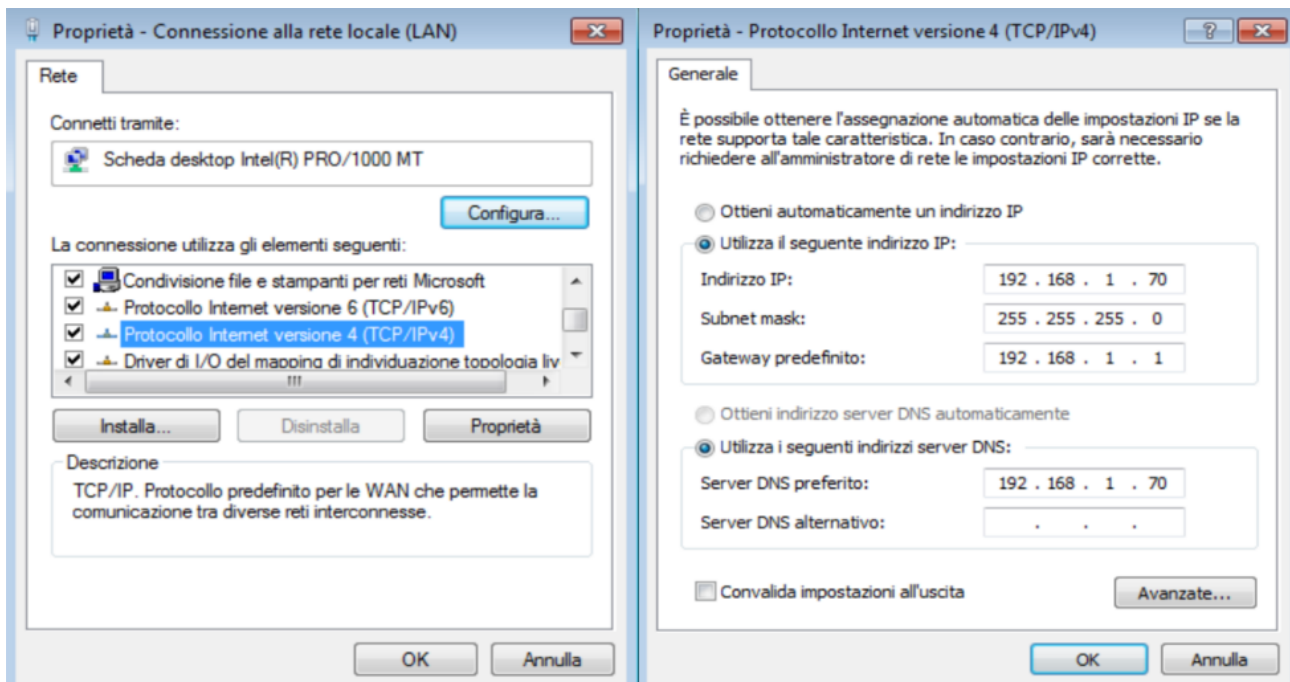 Proprietà - Connessione alla rete locale (LAN)
Rete
Connetti tramite:
Scheda desktop Intel(R) PRO/1000 MT
Configura...
La connessione utilizza gli elementi seguenti:
Condivisione file e stampanti per reti Microsoft
Protocollo Internet versione 6 (TCP/IPv6)
Protocollo Internet versione 4 (TCP/IPv4)
Driver di I/O del mapping di individuazione topologia liv
Installa... Disinstalla Proprietà
Descrizione
TCP/IP. Protocollo predefinito per le WAN che permette la
comunicazione tra diverse reti interconnesse.
OK Annulla
Proprietà - Protocollo Internet versione 4 (TCP/IPv4)
Generale
È possibile ottenere l'assegnazione automatica delle impostazioni IP se la
rete supporta tale caratteristica. In caso contrario, sarà necessario
richiedere all'amministratore di rete le impostazioni IP corrette.
Ottieni automaticamente un indirizzo IP
Utilizza il seguente indirizzo IP:
Indirizzo IP: 192 . 168 . 1 . 70
Subnet mask: 255 . 255 . 255 . 0
Gateway predefinito: 192 . 168 . 1 . 1
Ottieni indirizzo server DNS automaticamente
Utilizza i seguenti indirizzi server DNS:
Server DNS preferito: 192 . 168 . 1 . 70
Server DNS alternativo: . . .
Convalida impostazioni all'uscita Avanzate...
OK Annulla